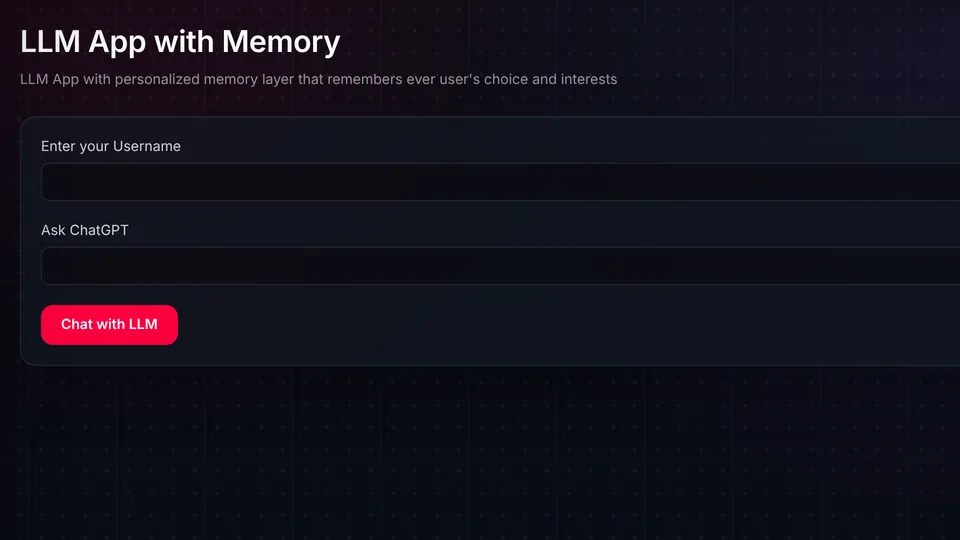 LLM App with Memory
LLM App with personalized memory layer that remembers ever user's choice and interests
Enter your Username
Ask ChatGPT
Chat with LLM